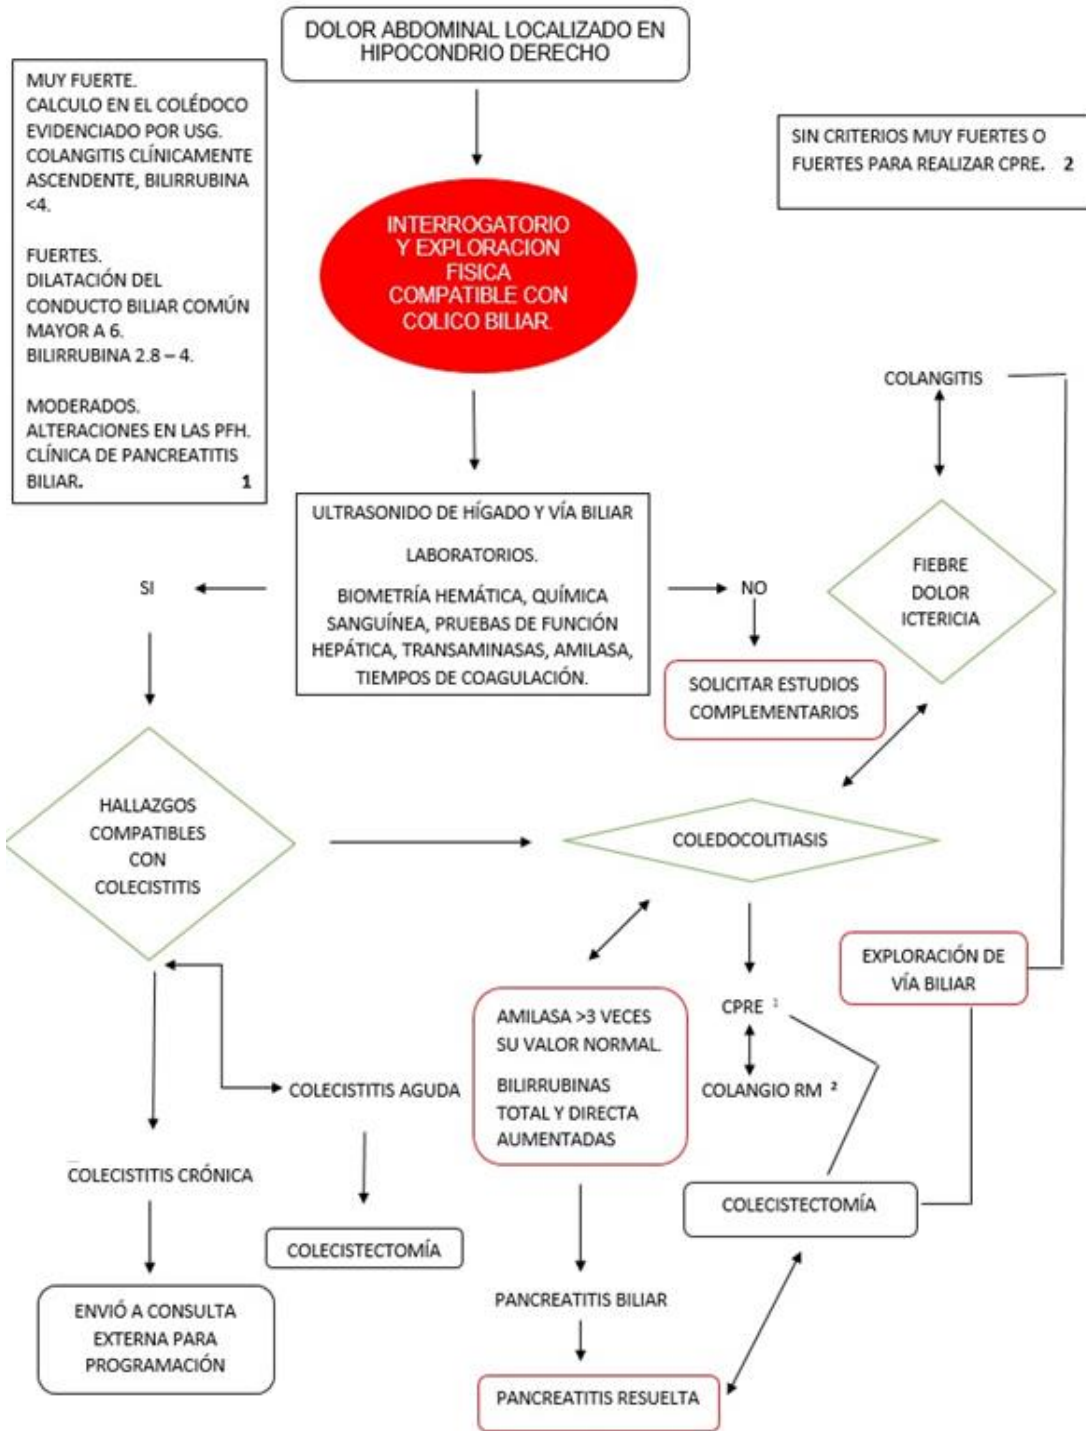 DOLOR ABDOMINAL LOCALIZADO EN
HIPOCONDRIO DERECHO
MUY FUERTE.
CALCULO EN EL COLÉDOCO
EVIDENCIADO POR USG.
COLANGITIS CLÍNICAMENTE
ASCENDENTE, BILIRRUBINA
<4.
FUERTES.
DILATACIÓN DEL
CONDUCTO BILIAR COMÚN
MAYOR A 6.
BILIRRUBINA 2.8 – 4.
MODERADOS.
ALTERACIONES EN LAS PFH.
CLÍNICA DE PANCREATITIS
BILIAR. 1
SIN CRITERIOS MUY FUERTES O
FUERTES PARA REALIZAR CPRE. 2
INTERROGATORIO
Y EXPLORACION
FISICA
COMPATIBLE CON
COLICO BILIAR.
COLANGITIS
ULTRASONIDO DE HÍGADO Y VÍA BILIAR
LABORATORIOS.
BIOMETRÍA HEMÁTICA, QUÍMICA
SANGUÍNEA, PRUEBAS DE FUNCIÓN
HEPÁTICA, TRANSAMINASAS, AMILASA,
TIEMPOS DE COAGULACIÓN.
SI
NO
FIEBRE
DOLOR
ICTERICIA
SOLICITAR ESTUDIOS
COMPLEMENTARIOS
HALLAZGOS
COMPATIBLES
CON
COLECISTITIS
COLEDOCOLITIASIS
EXPLORACIÓN DE
VÍA BILIAR
AMILASA >3 VECES
SU VALOR NORMAL.
BILIRRUBINAS
TOTAL Y DIRECTA
AUMENTADAS
CPRE 1
COLANGIO RM 2
COLECISTITIS AGUDA
COLECISTITIS CRÓNICA
COLECISTECTOMÍA
COLECISTECTOMÍA
ENVIÓ A CONSULTA
EXTERNA PARA
PROGRAMACIÓN
PANCREATITIS BILIAR
PANCREATITIS RESUELTA